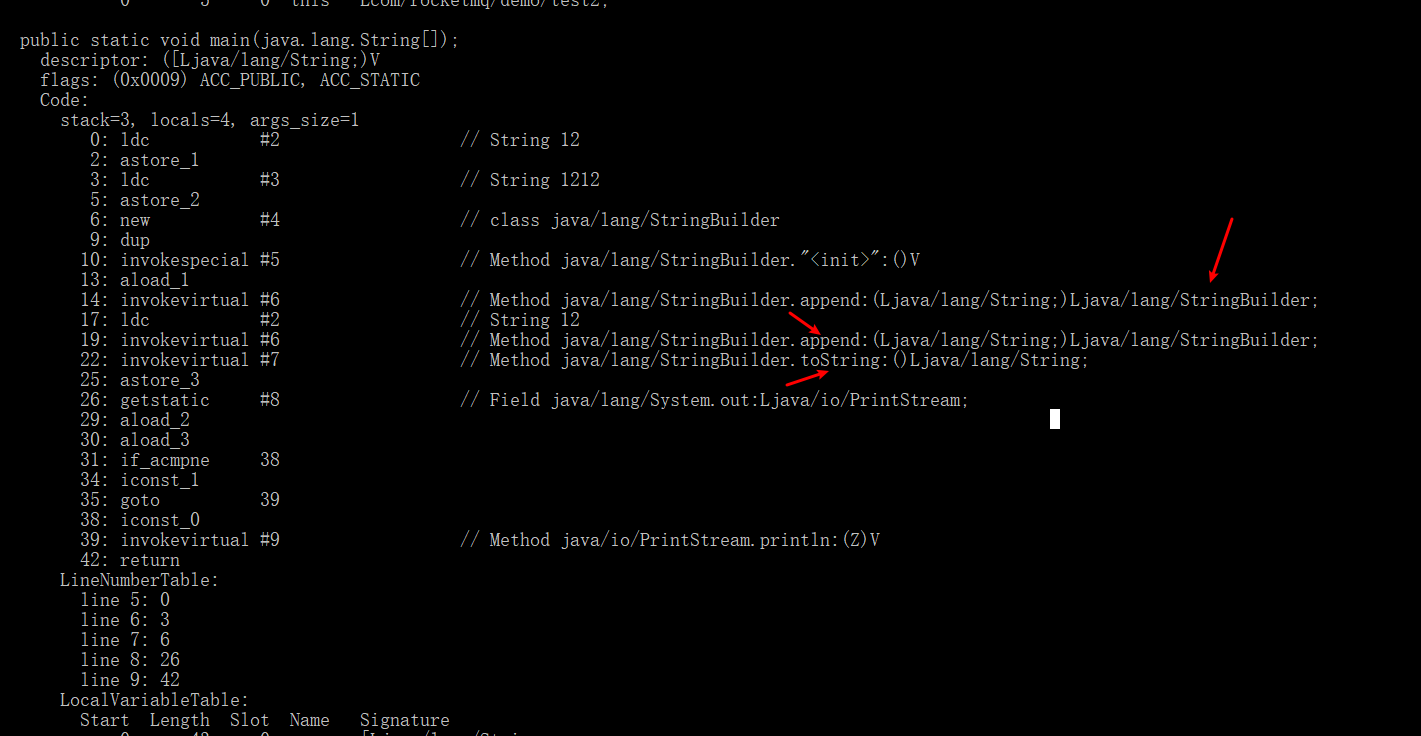 0 5 0 this Lcom/rocketmq/demo/test2;
public static void main(java.lang.String[]);
descriptor: ([Ljava/lang/String;)V
flags: (0x0009) ACC_PUBLIC, ACC_STATIC
Code:
stack=3, locals=4, args_size=1
0: ldc #2 // String 12
2: astore_1
3: ldc #3 // String 1212
5: astore_2
6: new #4 // class java/lang/StringBuilder
9: dup
10: invokespecial #5 // Method java/lang/StringBuilder."<init>":()V
13: aload_1
14: invokevirtual #6 // Method java/lang/StringBuilder.append:(Ljava/lang/String;)Ljava/lang/StringBuilder;
17: ldc #2 // String 12
19: invokevirtual #6 // Method java/lang/StringBuilder.append:(Ljava/lang/String;)Ljava/lang/StringBuilder;
22: invokevirtual #7 // Method java/lang/StringBuilder.toString:()Ljava/lang/String;
25: astore_3
26: getstatic #8 // Field java/lang/System.out:Ljava/io/PrintStream;
29: aload_2
30: aload_3
31: if_acmpne 38
34: iconst_1
35: goto 39
38: iconst_0
39: invokevirtual #9 // Method java/io/PrintStream.println:(Z)V
42: return
LineNumberTable:
line 5: 0
line 6: 3
line 7: 6
line 8: 26
line 9: 42
LocalVariableTable:
Start Length Slot Name Signature